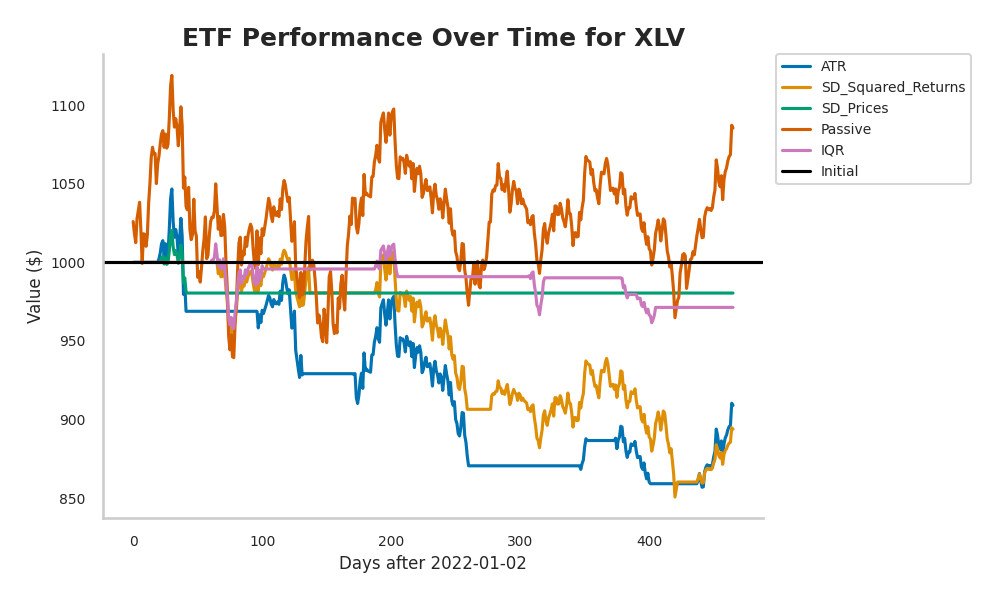 ETF Performance Over Time for XLV
ATR
SD_Squared_Returns
SD_Prices
Passive
IQR
Initial
Value ($)
1100
1050
1000
950
900
850
0 100 200 300 400
Days after 2022-01-02